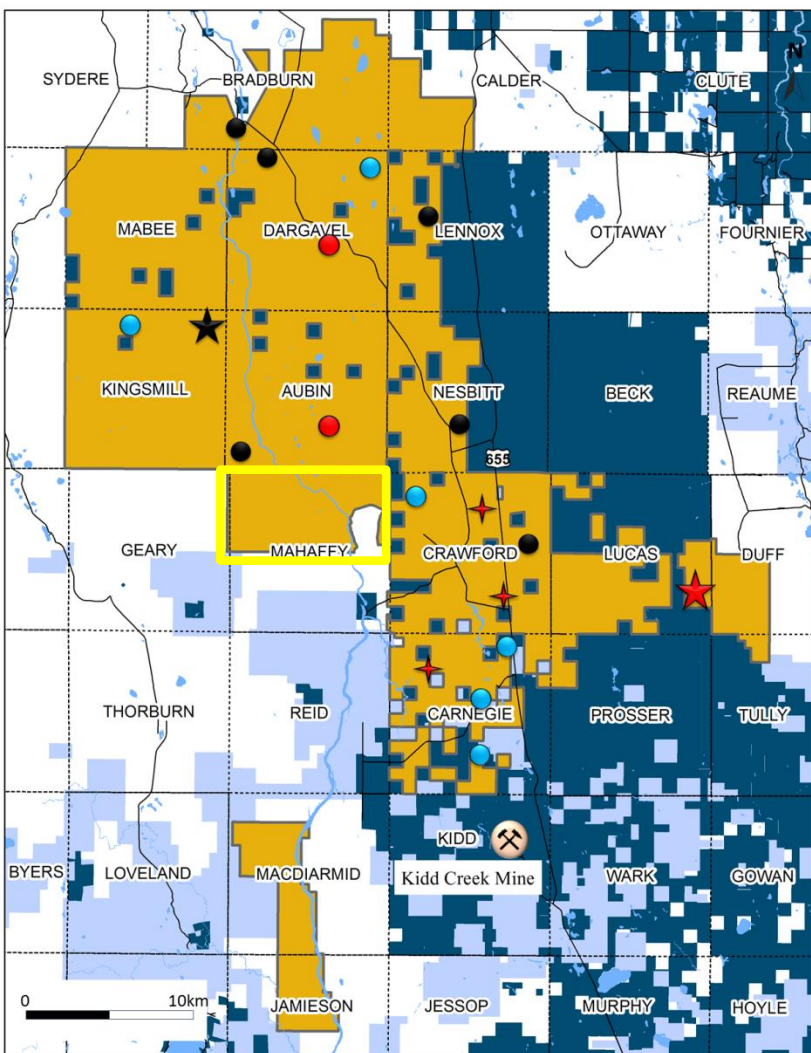 N
SYDERE
BRADBURN
CALDER
CLUTE
MABEE
DARGAVEL
LENNOX
OTTAWAY
FOURNIER
KINGSMILL
AUBIN
NESBITT
BECK
REAUME
655
GEARY
MAHAFFY
CRAWFORD
LUCAS
DUFF
THORBURN
REID
CARNEGIE
PROSSER
TULLY
KIDD
BYERS
LOVELAND
MACDIARMID
Kidd Creek Mine
WARK
GOWAN
0
10km
JAMIESON
JESSOP
MURPHY
HOYLE